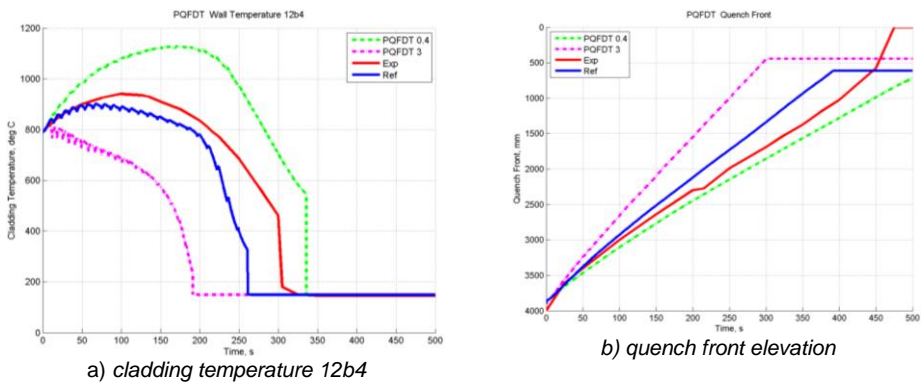 PQFDT Wall Temperature 12b4
1200
1000
800
600
400
200
0
Cladding Temperature, deg C
PQFDT 0.4
PQFDT 3
Exp
Ref
0 50 100 150 200 250 300 350 400 450 500
Time, s
a) cladding temperature 12b4
PQFDT Quench Front
0
500
1000
1500
2000
2500
3000
3500
4000
Quench Front, mm
PQFDT 0.4
PQFDT 3
Exp
Ref
0 50 100 150 200 250 300 350 400 450 500
Time, s
b) quench front elevation